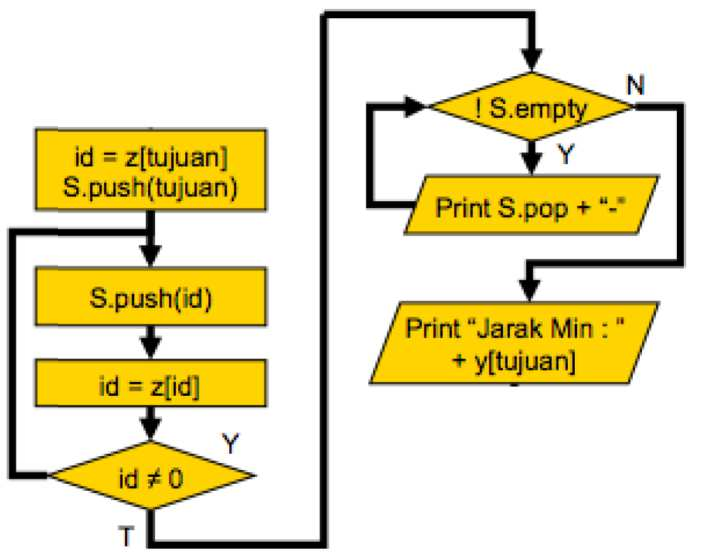 id = z[tujuan]
S.push(tujuan)
S.push(id)
id = z[id]
Y
id ≠ 0
T
N
! S.empty
Y
Print S.pop + “-”
Print “Jarak Min : "
+ y[tujuan]